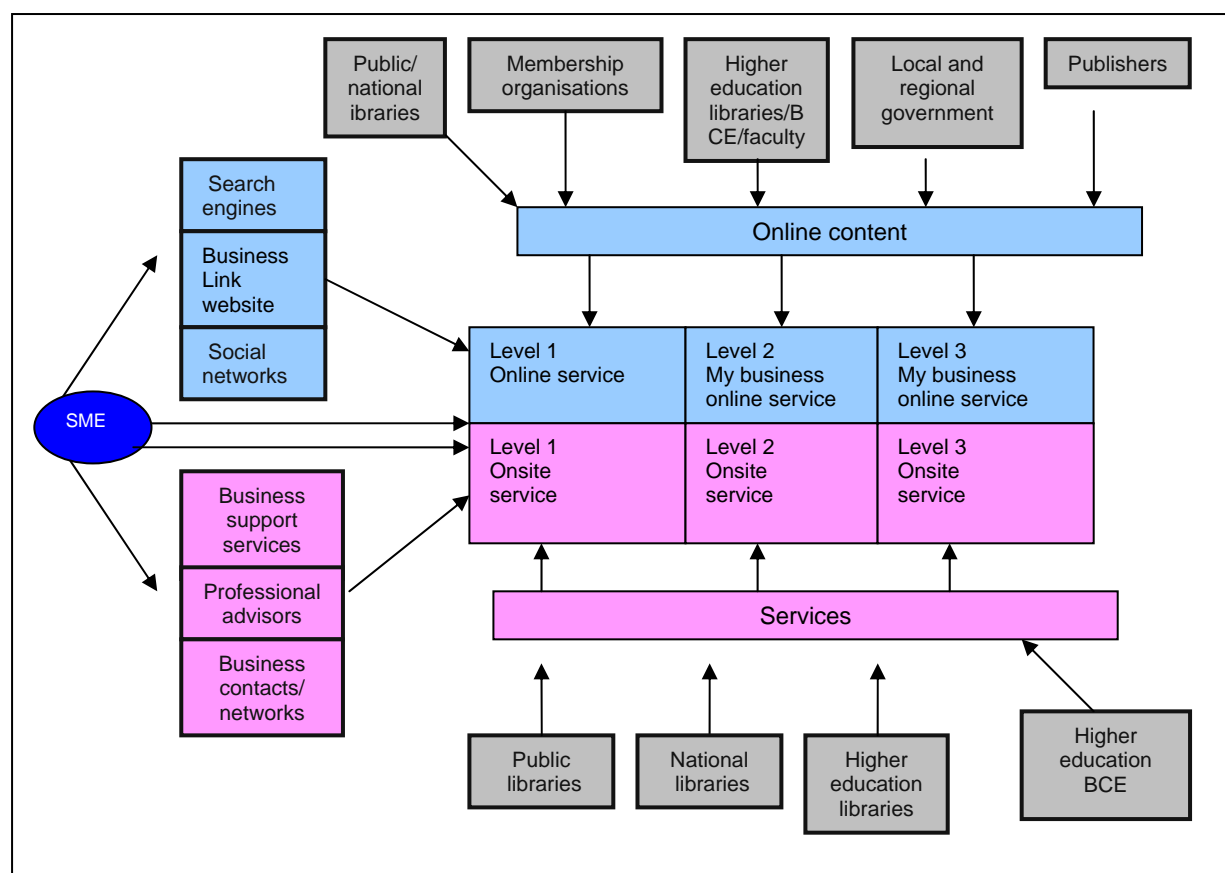 Public/
national
ibraries
Membership
organisations
Higher
education
libraries/B
CE/faculty
Local and
regional
government
Publishers
Search
engines
Business
Link
website
Social
networks
Online content
Level 1
Online service
Level 2
My business
online service
Level 3
My business
online service
SME
Level 1
Onsite
service
Level 2
Onsite
service
Level 3
Onsite
service
Business
support
services
Professional
advisors
Business
contacts/
networks
Services
Public
libraries
National
libraries
Higher
education
libraries
Higher
education
BCE